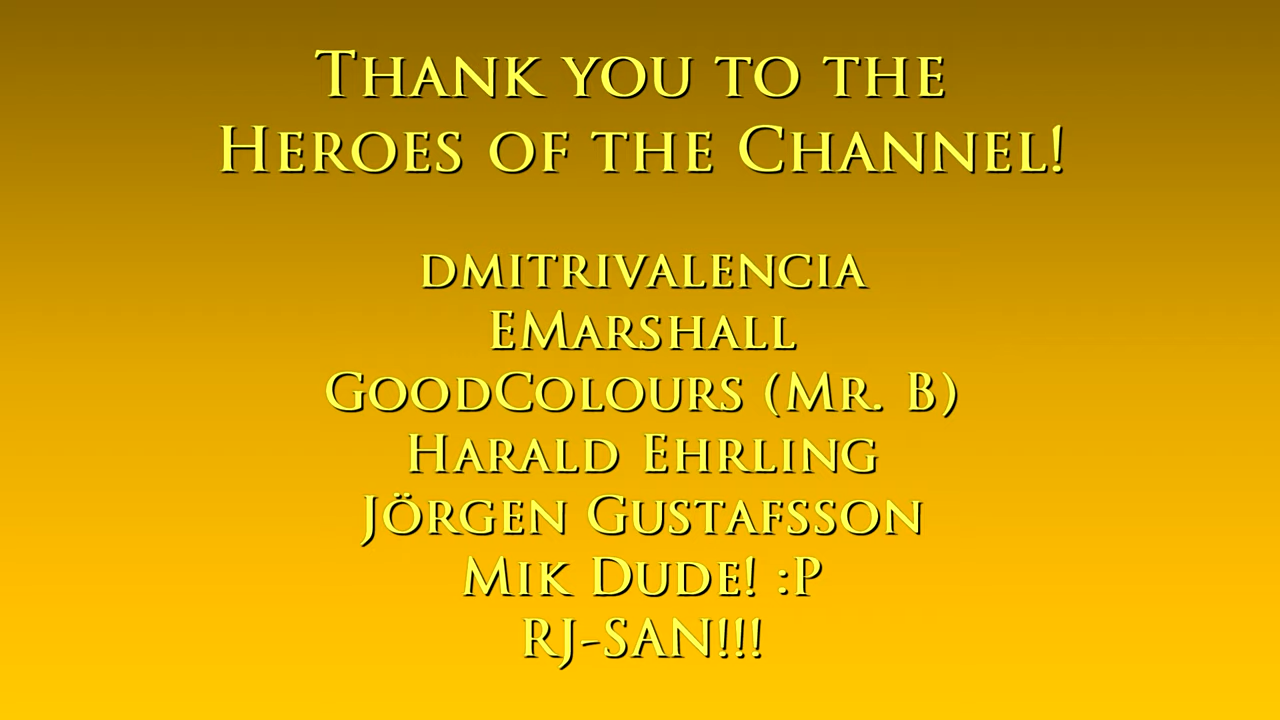 Thank you to the
Heroes of the Channel!
dmitrivalencia
EMarshall
GoodColours (Mr. B)
Harald Ehrling
Jörgen Gustafsson
Mik Dude! :P
RJ-SAN!!!